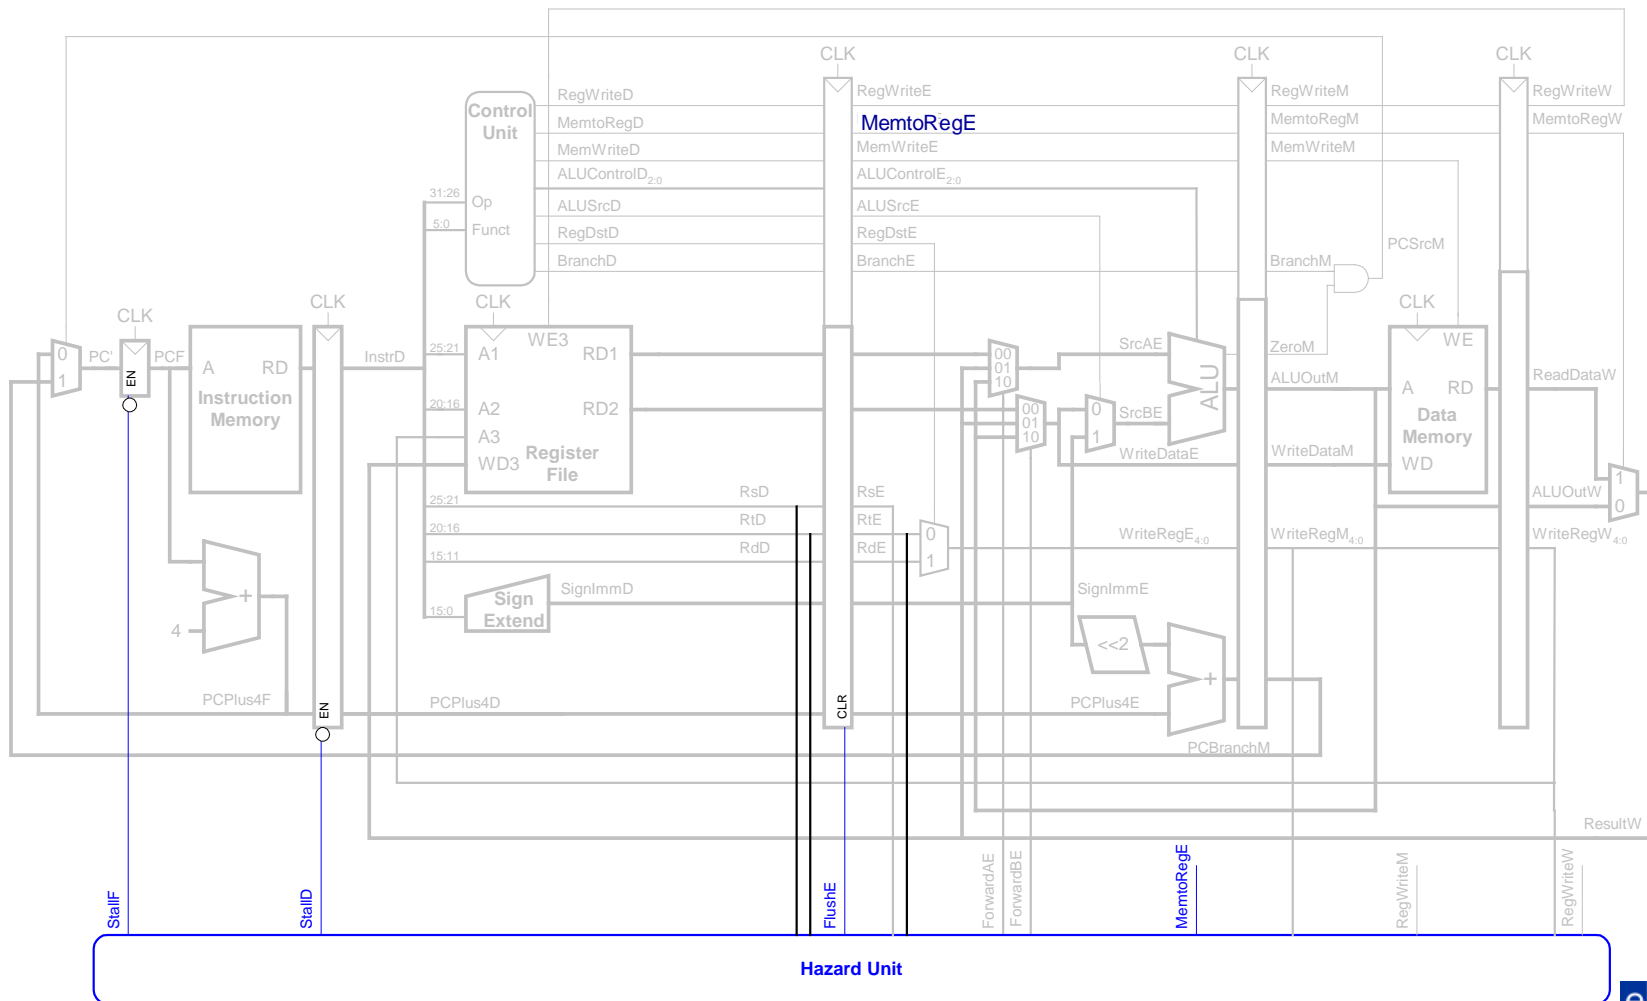 CLK
CLK
CLK
Control
Unit
RegWriteD
RegWriteE
RegWriteM
RegWriteW
MemtoRegD
MemtoRegE
MemtoRegM
MemtoRegW
MemWriteD
MemWriteE
MemWriteM
ALUControlD2:0
ALUControlE2:0
31:26
Op
ALUSrcD
ALUSrcE
5:0
Funct
RegDstD
RegDstE
PCSrcM
BranchD
BranchE
BranchM
CLK
CLK
CLK
CLK
0
1
PC'
EN
PCF
A
RD
Instruction
Memory
InstrD
25:21
A1
WE3
RD1
00
01
10
SrcAE
ALU
ZeroM
ALUOutM
WE
A
RD
ReadDataW
20:16
A2
RD2
00
01
10
0
1
SrcBE
Data
Memory
A3
WD3
Register
File
WriteDataE
WriteDataM
WD
1
0
25:21
RsD
RsE
ALUOutW
20:16
RtD
RtE
0
1
WriteRegE4:0
WriteRegM4:0
WriteRegW4:0
15:11
RdD
RdE
+
4
15:0
Sign
Extend
SignImmD
SignImmE
<<2
+
PCPlus4F
EN
PCPlus4D
CLR
PCPlus4E
PCBranchM
ResultW
StallF
StallD
FlushE
ForwardAE
ForwardBE
MemtoRegE
RegWriteM
RegWriteW
Hazard Unit